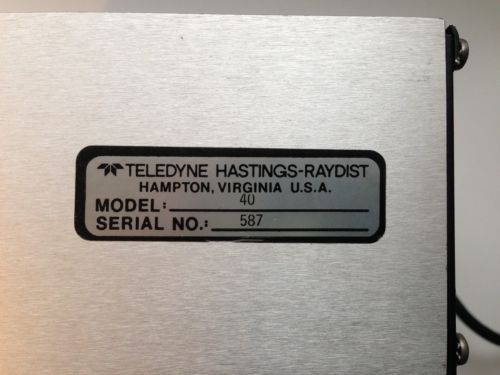 TELEDYNE HASTINGS-RAYDIST
HAMPTON, VIRGINIA U.S.A.
MODEL: 40
SERIAL NO.: 587